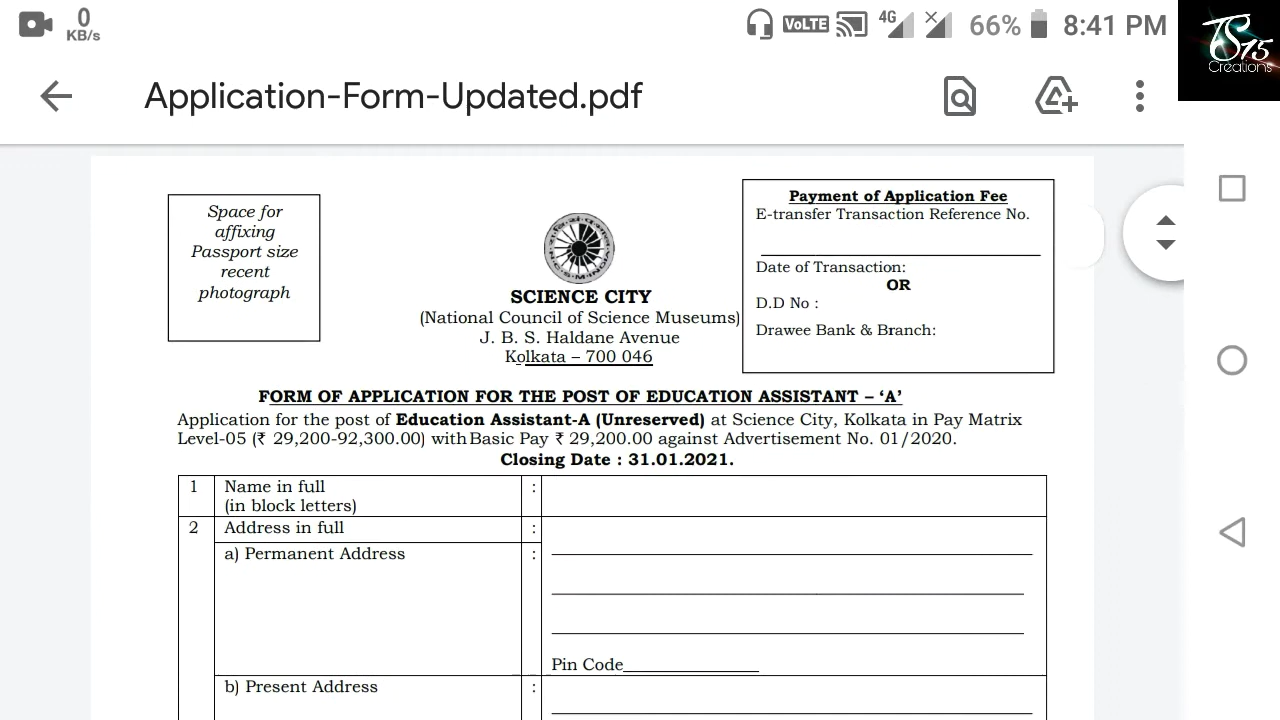 0
KB/s
VoLTE
4G
66%
8:41 PM
TS15
Creations
Application-Form-Updated.pdf
Space for
affixing
Passport size
recent
photograph
SCIENCE CITY
(National Council of Science Museums)
J. B. S. Haldane Avenue
Kolkata – 700 046
Payment of Application Fee
E-transfer Transaction Reference No.
Date of Transaction:
OR
D.D No :
Drawee Bank & Branch:
FORM OF APPLICATION FOR THE POST OF EDUCATION ASSISTANT – ‘A’
Application for the post of Education Assistant-A (Unreserved) at Science City, Kolkata in Pay Matrix
Level-05 (₹ 29,200-92,300.00) with Basic Pay ₹ 29,200.00 against Advertisement No. 01/2020.
Closing Date : 31.01.2021.
1 Name in full :
(in block letters)
2 Address in full :
a) Permanent Address :
Pin Code
b) Present Address :